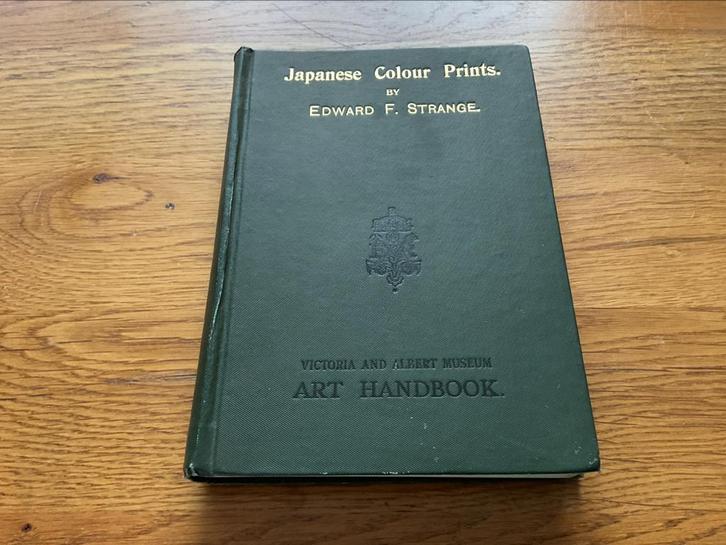 Japanese Colour Prints.
BY
EDWARD F. STRANGE.
VICTORIA AND ALBERT MUSEUM
ART HANDBOOK.